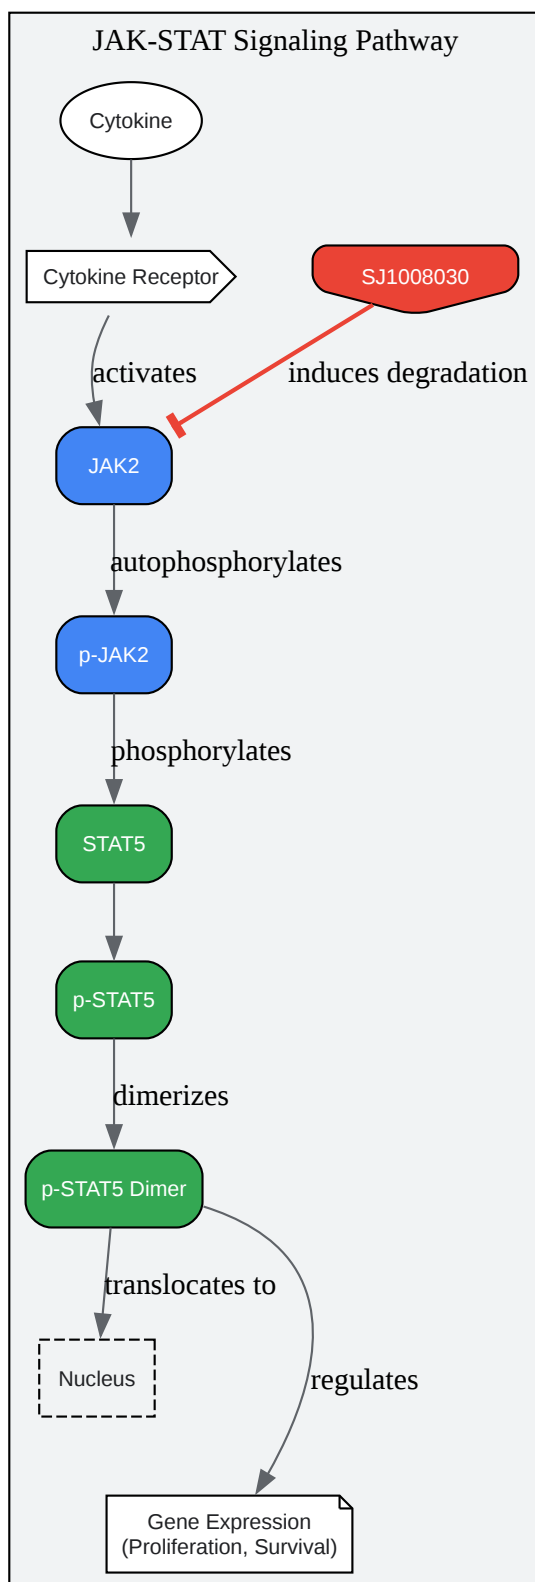 JAK-STAT Signaling Pathway
Cytokine
Cytokine Receptor
SJ1008030
activates
induces degradation
JAK2
autophosphorylates
p-JAK2
phosphorylates
STAT5
p-STAT5
dimerizes
p-STAT5 Dimer
translocates to
Nucleus
regulates
Gene Expression
(Proliferation, Survival)